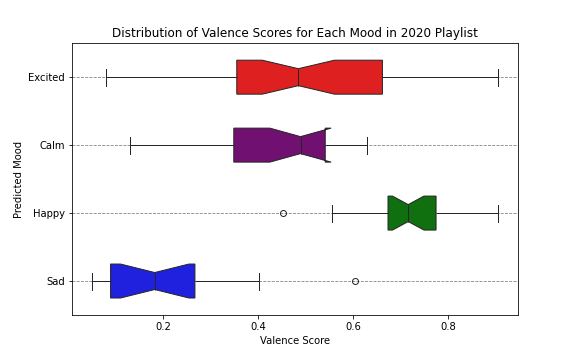 Distribution of Valence Scores for Each Mood in 2020 Playlist
Predicted Mood
Excited
Calm
Happy
Sad
0.2 0.4 0.6 0.8
Valence Score